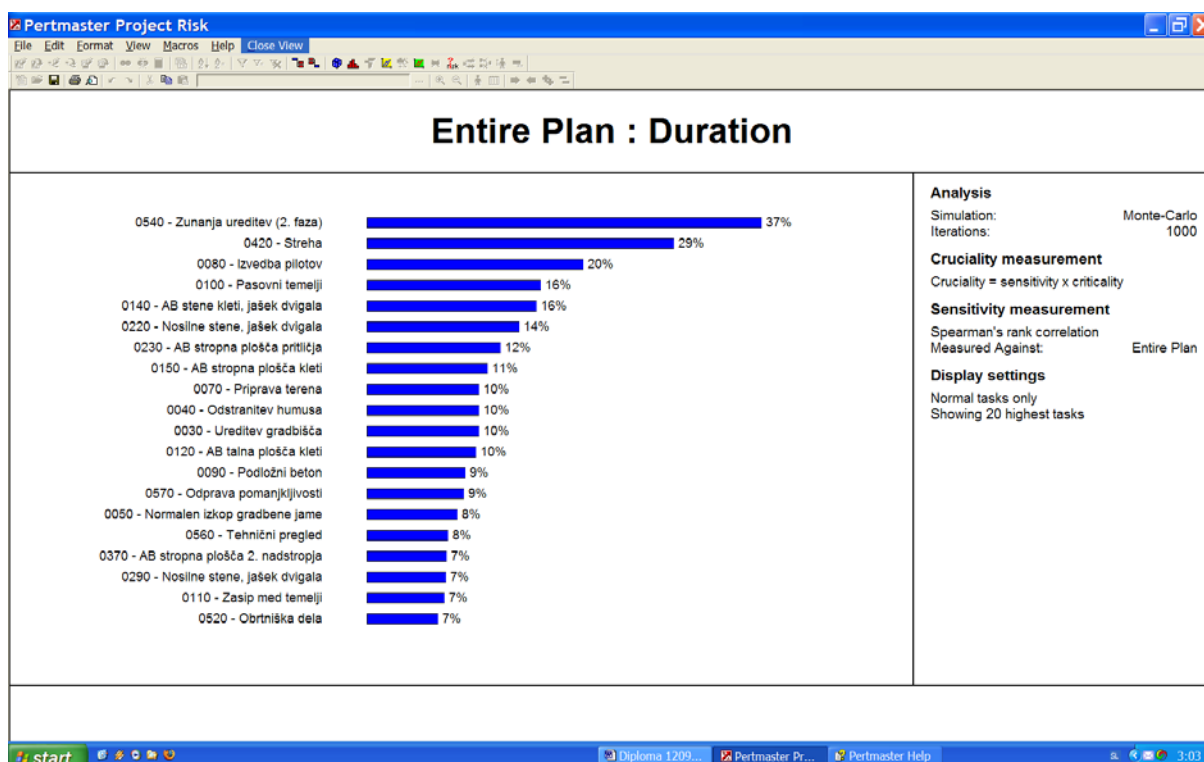 Pertmaster Project Risk
File Edit Format View Macros Help Close View
Entire Plan : Duration
0540 - Zunanja ureditev (2. faza) 37%
0420 - Streha 29%
0080 - Izvedba pilotov 20%
0100 - Pasovni temelji 16%
0140 - AB stene kleti, jašek dvigala 16%
0220 - Nosilne stene, jašek dvigala 14%
0230 - AB stropna plošča pritličja 12%
0150 - AB stropna plošča kleti 11%
0070 - Priprava terena 10%
0040 - Odstranitev humusa 10%
0030 - Ureditev gradbišča 10%
0120 - AB talna plošča kleti 10%
0090 - Podložni beton 9%
0570 - Odprava pomanjkljivosti 9%
0050 - Normalen izkop gradbene jame 8%
0560 - Tehnični pregled 8%
0370 - AB stropna plošča 2. nadstropja 7%
0290 - Nosilne stene, jašek dvigala 7%
0110 - Zasip med temelji 7%
0520 - Obrtniška dela 7%
Analysis
Simulation: Monte-Carlo
Iterations: 1000
Cruciality measurement
Cruciality = sensitivity x criticality
Sensitivity measurement
Spearman's rank correlation
Measured Against: Entire Plan
Display settings
Normal tasks only
Showing 20 highest tasks
start Diploma 1209... Pertmaster Pr... Pertmaster Help 3:03